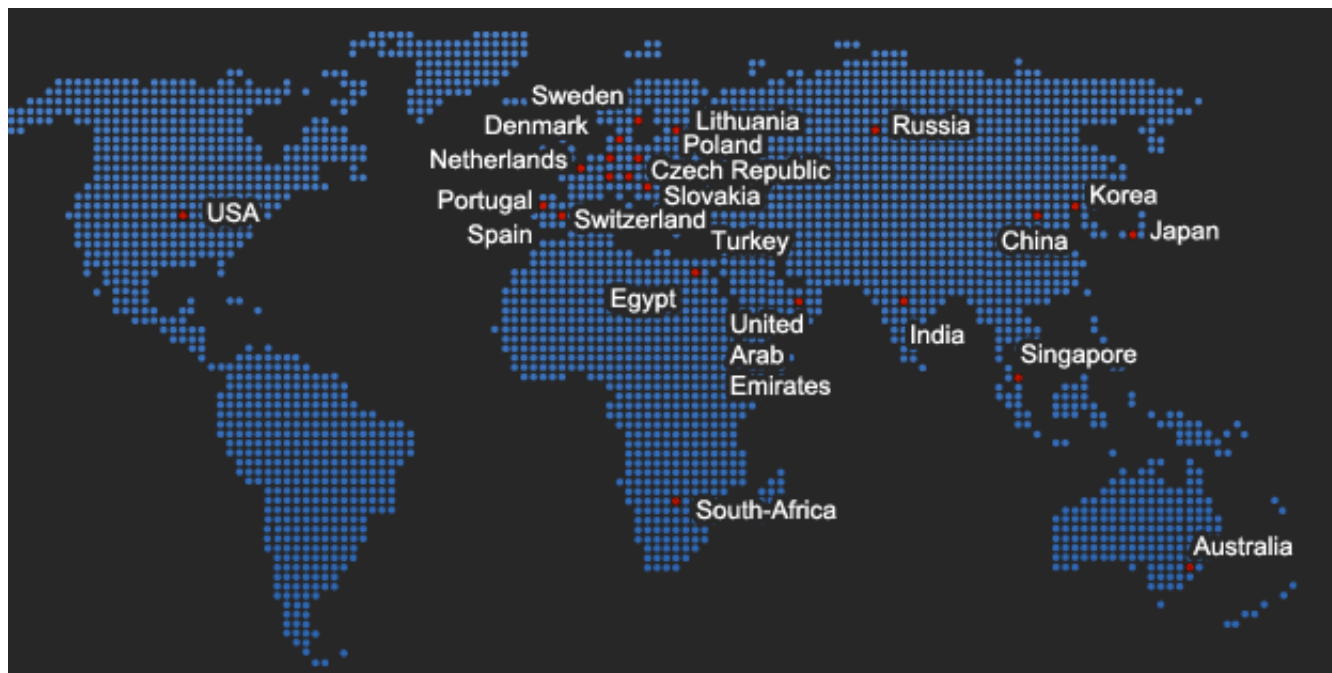 Sweden
Lithuania
Denmark
Poland
Netherlands
Czech Republic
Slovakia
Portugal
Switzerland
Spain
Turkey
USA
Russia
Korea
China
Japan
Egypt
United
Arab
Emirates
India
Singapore
South-Africa
Australia